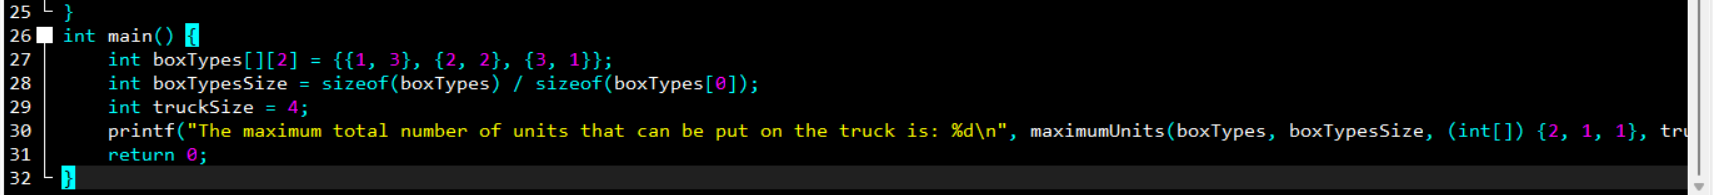 25 }
26 int main() {
27 int boxTypes[][2] = {{1, 3}, {2, 2}, {3, 1}};
28 int boxTypesSize = sizeof(boxTypes) / sizeof(boxTypes[0]);
29 int truckSize = 4;
30 printf("The maximum total number of units that can be put on the truck is: %d\n", maximumUnits(boxTypes, boxTypesSize, (int[]) {2, 1, 1},
31 return 0;
32 }